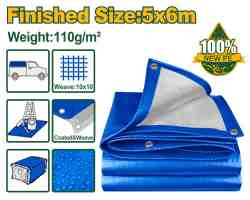 Finished Size:5x6m
Weight:110g/m²
100%
NEW PE
Weave:10x10
Coated&Weave